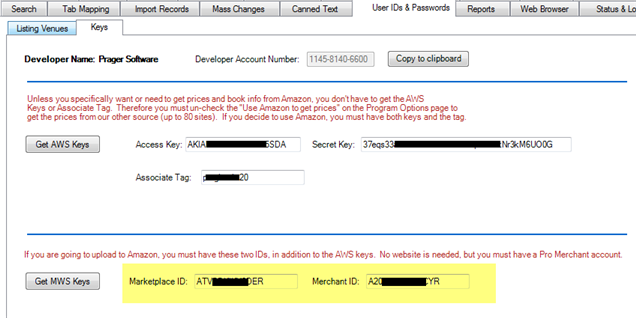 Search Tab Mapping Import Records Mass Changes Canned Text User IDs & Passwords Reports Web Browser Status & Lo
Listing Venues Keys
Developer Name: Prager Software Developer Account Number: 1145-8140-6600 Copy to clipboard
Unless you specifically want or need to get prices and book info from Amazon, you don't have to get the AWS
Keys or Associate Tag. Therefore you must un-check the "Use Amazon to get prices" on the Program Options page to
get the prices from our other source (up to 80 sites). If you decide to use Amazon, you must have both keys and the tag.
Get AWS Keys Access Key: AKIA 5SDA Secret Key: 37eqs33 Nr3kM6UO0G
Associate Tag: 20
If you are going to upload to Amazon, you must have these two IDs, in addition to the AWS keys. No website is needed, but you must have a Pro Merchant account.
Get MWS Keys Marketplace ID: ATV DER Merchant ID: A20 CYR